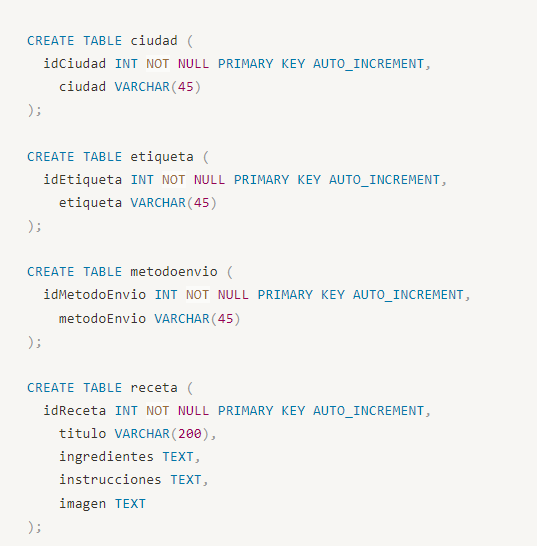 CREATE TABLE ciudad (
  idCiudad INT NOT NULL PRIMARY KEY AUTO_INCREMENT,
    ciudad VARCHAR(45)
);

CREATE TABLE etiqueta (
  idEtiqueta INT NOT NULL PRIMARY KEY AUTO_INCREMENT,
    etiqueta VARCHAR(45)
);

CREATE TABLE metodoenvio (
  idMetodoEnvio INT NOT NULL PRIMARY KEY AUTO_INCREMENT,
    metodoEnvio VARCHAR(45)
);

CREATE TABLE receta (
  idReceta INT NOT NULL PRIMARY KEY AUTO_INCREMENT,
    titulo VARCHAR(200),
    ingredientes TEXT,
    instrucciones TEXT,
    imagen TEXT
);